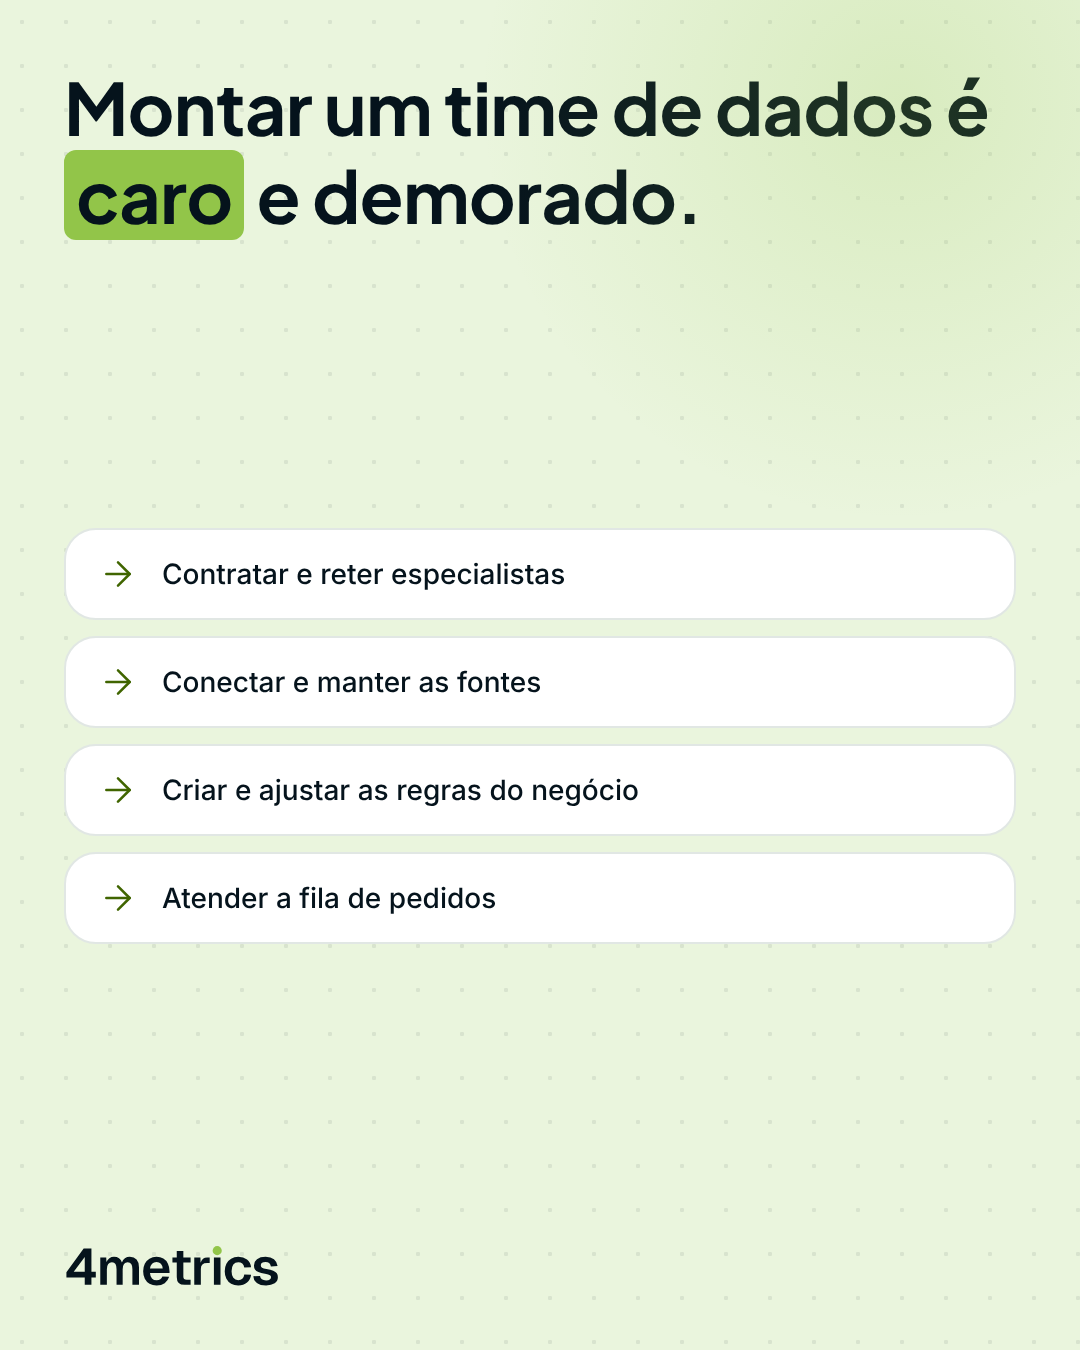 Montar um time de dados é
caro e demorado.
Contratar e reter especialistas
Conectar e manter as fontes
Criar e ajustar as regras do negócio
Atender a fila de pedidos
4metrics